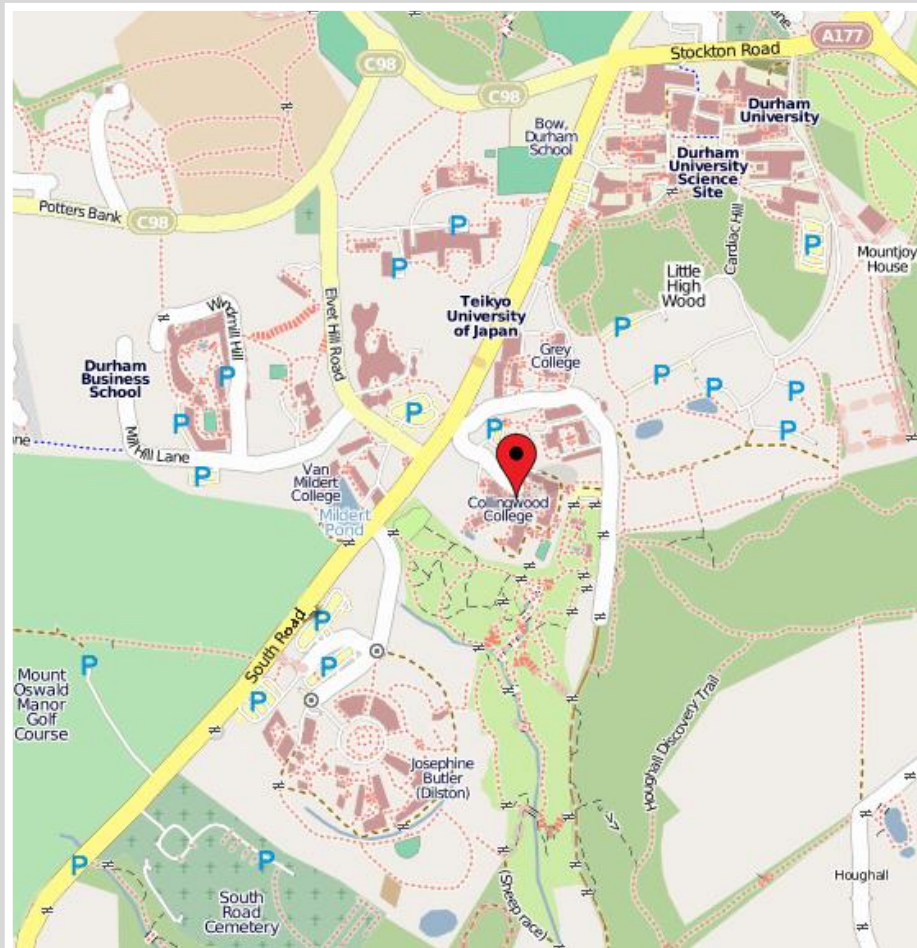 A177
Stockton Road
C98
C98
Durham
University
Bow,
Durham
School
Durham
University
Science
Site
Potters Bank
C98
Cardiac Hill
Mountjoy
House
Little
High
Wood
P
P
P
Windmill Hill
Elvet Hill Road
Teikyo
University
of Japan
P
Grey
College
Durham
Business
School
P
P
P
P
P
P
P
P
Mill Hill Lane
P
Van
Mildert
College
Mildert
Pond
Collingwood
College
South Road
P
P
P
P
Mount
Oswald
Manor
Golf
Course
Houghall Discovery Trail
Josephine
Butler
(Dilston)
P
P
South
Road
Cemetery
(Sheep race)
Houghall